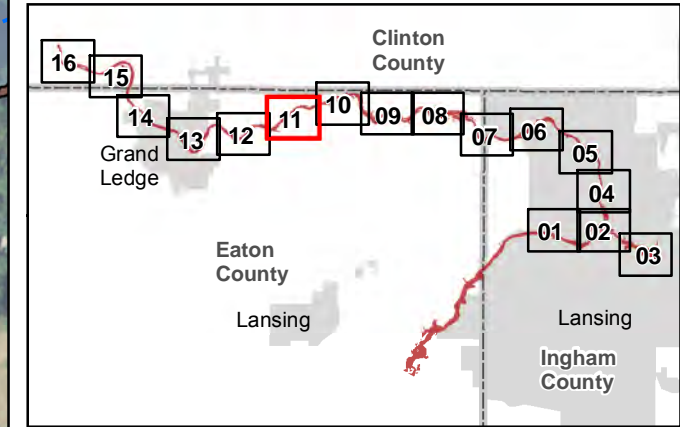 Clinton
County
16
15
14
13
12
11
10
09
08
07
06
05
04
01
02
03
Grand
Ledge
Eaton
County
Lansing
Lansing
Ingham
County